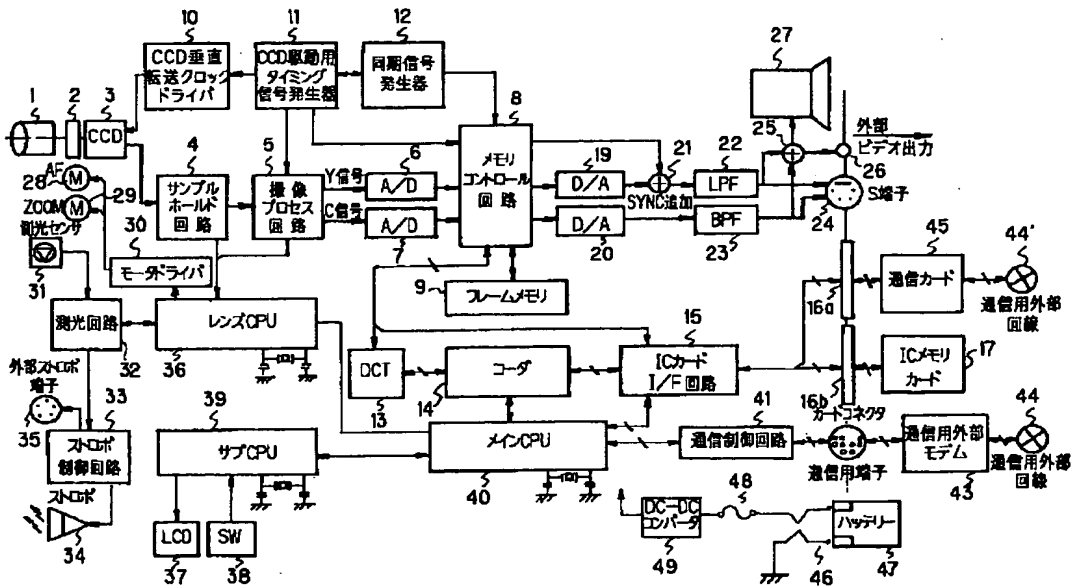 10
11
12
CCD垂直
転送クロック
ドライバ
CCD駆動用
タイミング
信号発生器
同期信号
発生器
27
1
2
3
CCD
8
メモリ
コントロール
回路
25
外部
ビデオ出力
26
AF
M
28
ZOOM
M
29
測光センサ
31
4
サンプル
ホールド
回路
5
撮像
プロセス
回路
Y信号
6
A/D
C信号
A/D
7
19
D/A
21
SYNC追加
D/A
20
22
LPF
BPF
23
S端子
24
30
モータドライバ
9
フレームメモリ
16a
45
通信カード
44'
通信用外部
回線
測光回路
32
レンズCPU
36
DCT
13
コーダ
14
15
ICカード
I/F回路
ICメモリ
カード
17
16b
カードコネクタ
外部ストロボ
端子
35
33
ストロボ
制御回路
ストロボ
34
39
サブCPU
メインCPU
40
41
通信制御回路
通信用端子
通信用外部
モデム
43
44
通信用外部
回線
LCD
37
SW
38
DC-DC
コンバータ
49
48
46
バッテリー
47